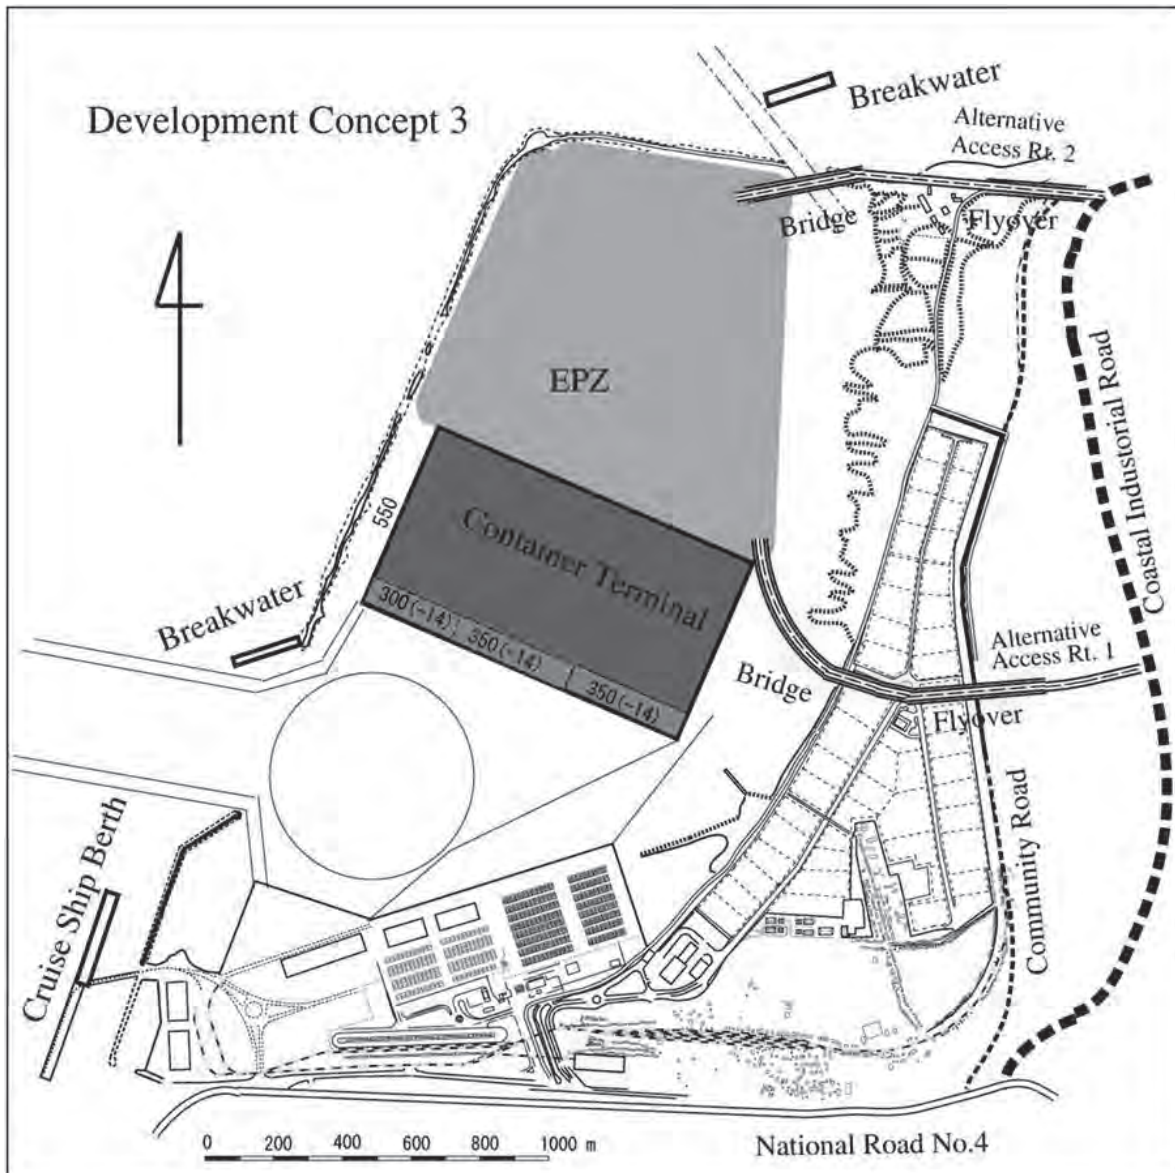 Development Concept 3
Breakwater
Alternative
Access Rt. 2
Bridge
Flyover
EPZ
Coastal Industorial Road
550
Container Terminal
Breakwater
300(-14)
350(-14)
350(-14)
Alternative
Access Rt. 1
Bridge
Flyover
Community Road
Cruise Ship Berth
0 200 400 600 800 1000 m
National Road No.4